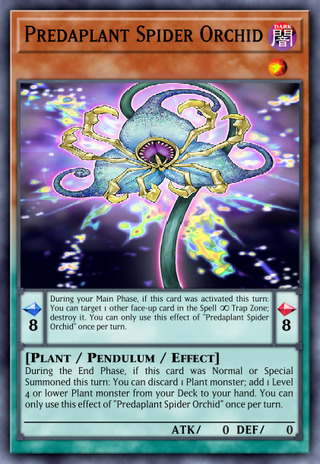 PREDAPLANT SPIDER ORCHID
DARK
闇
During your Main Phase, if this card was activated this turn:
You can target 1 other face-up card in the Spell ∞ Trap Zone;
destroy it. You can only use this effect of "Predaplant Spider
Orchid" once per turn.
8
8
[PLANT / PENDULUM / EFFECT]
During the End Phase, if this card was Normal or Special
Summoned this turn: You can discard 1 Plant monster; add 1 Level
4 or lower Plant monster from your Deck to your hand. You can
only use this effect of "Predaplant Spider Orchid" once per turn.
ATK/ 0 DEF/ 0